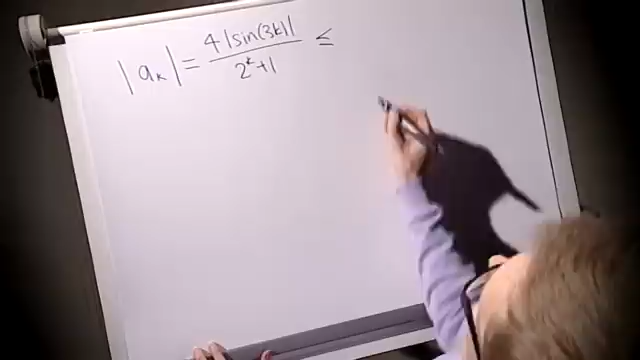 |aₖ| = 4|sin(3k)| / 2ᵏ+1 ≤